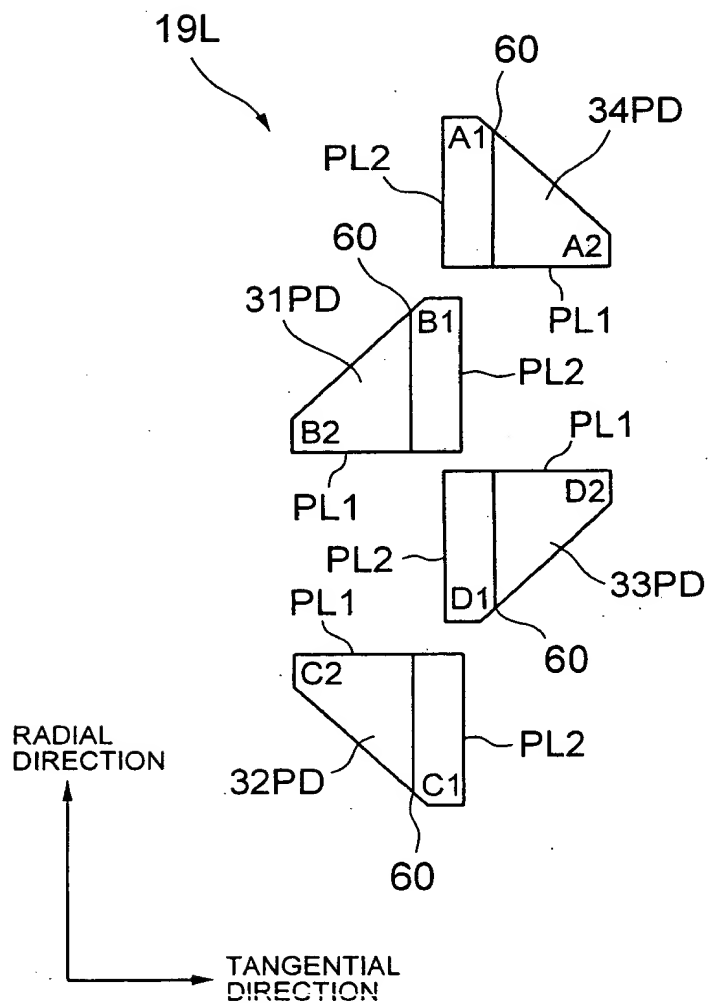 19L
60
34PD
A1
PL2
A2
60
31PD
PL1
B1
PL2
B2
PL1
PL1
D2
PL2
33PD
D1
PL1
60
C2
RADIAL
DIRECTION
PL2
32PD
C1
60
TANGENTIAL
DIRECTION